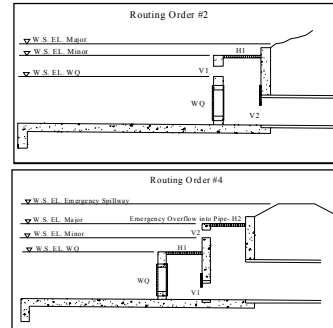 Routing Order #2
W.S. EL. Major
W.S. EL. Minor
H1
W.S. EL. WQ
V1
WQ
V2
Routing Order #4
W.S. EL. Emergency Spillway
W.S. EL. Major
Emergency Overflow into Pipe- H2
W.S. EL. Minor
V2
W.S. EL. WQ
H1
WQ
V1